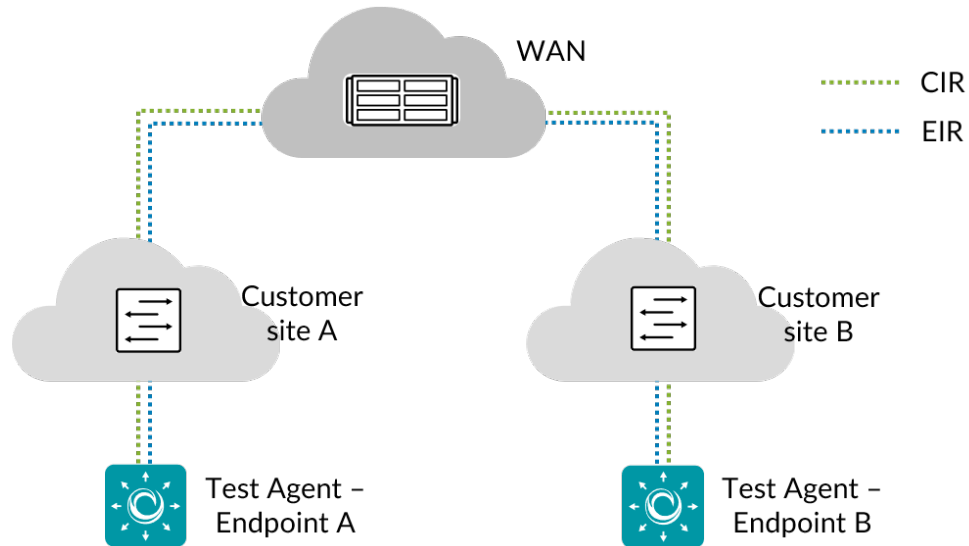 WAN
CIR
EIR
Customer
site A
Customer
site B
Test Agent –
Endpoint A
Test Agent –
Endpoint B